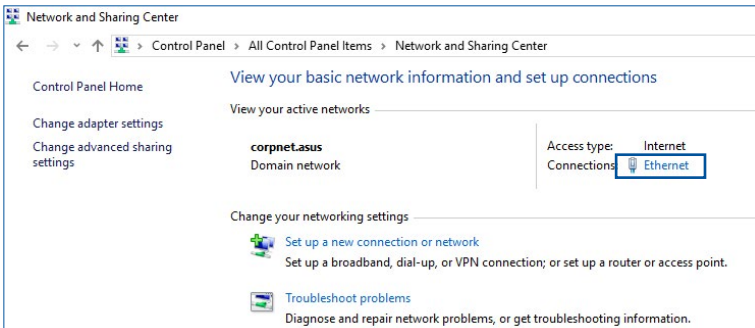 Network and Sharing Center
Control Panel > All Control Panel Items > Network and Sharing Center
Control Panel Home
Change adapter settings
Change advanced sharing
settings
View your basic network information and set up connections
View your active networks
corpnet.asus
Domain network
Access type: Internet
Connections Ethernet
Change your networking settings
Set up a new connection or network
Set up a broadband, dial-up, or VPN connection; or set up a router or access point.
Troubleshoot problems
Diagnose and repair network problems, or get troubleshooting information.